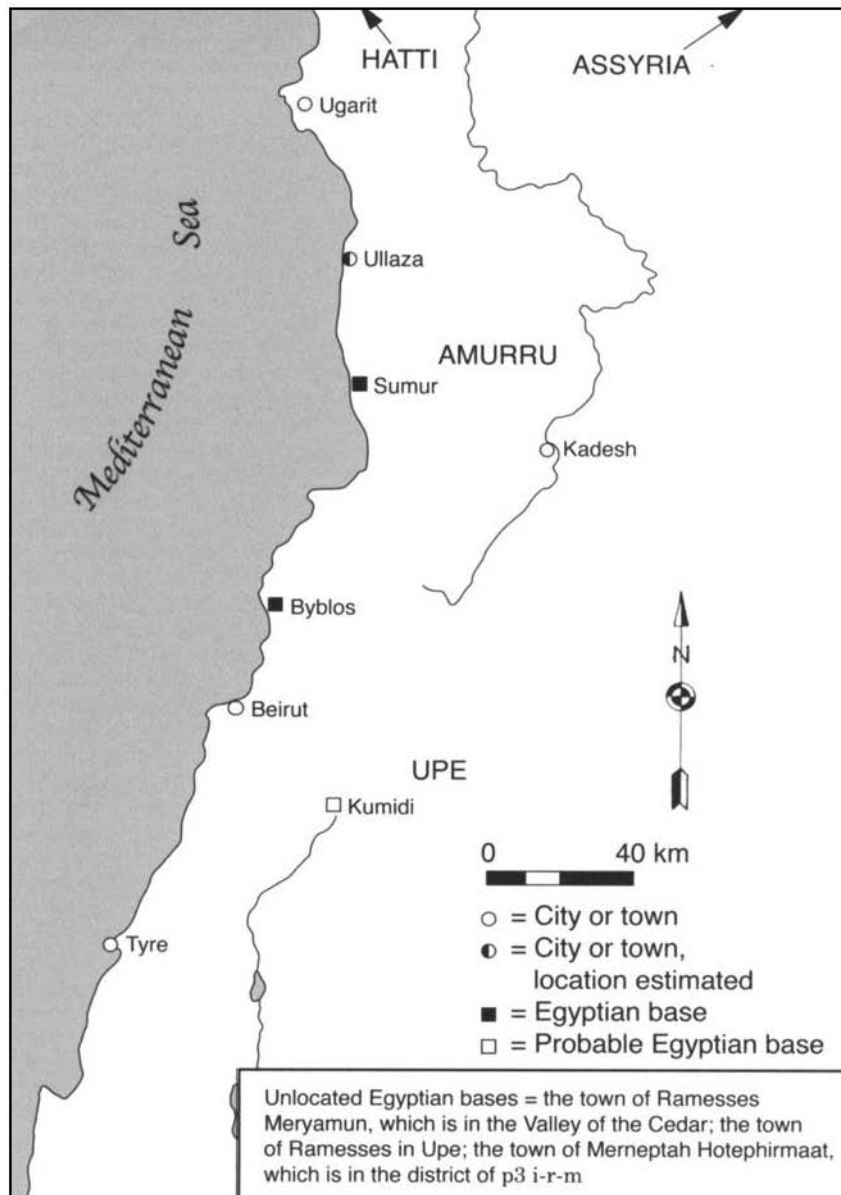 HATTI
ASSYRIA
Ugarit
Mediterranean Sea
Ullaza
AMURRU
Sumur
Kadesh
Byblos
N
Beirut
UPE
Kumidi
0 40 km
= City or town
Tyre
= City or town,
location estimated
= Egyptian base
= Probable Egyptian base
Unlocated Egyptian bases = the town of Ramesses
Meryamun, which is in the Valley of the Cedar; the town
of Ramesses in Upe; the town of Merneptah Hotephirmaat,
which is in the district of p3 i-r-m